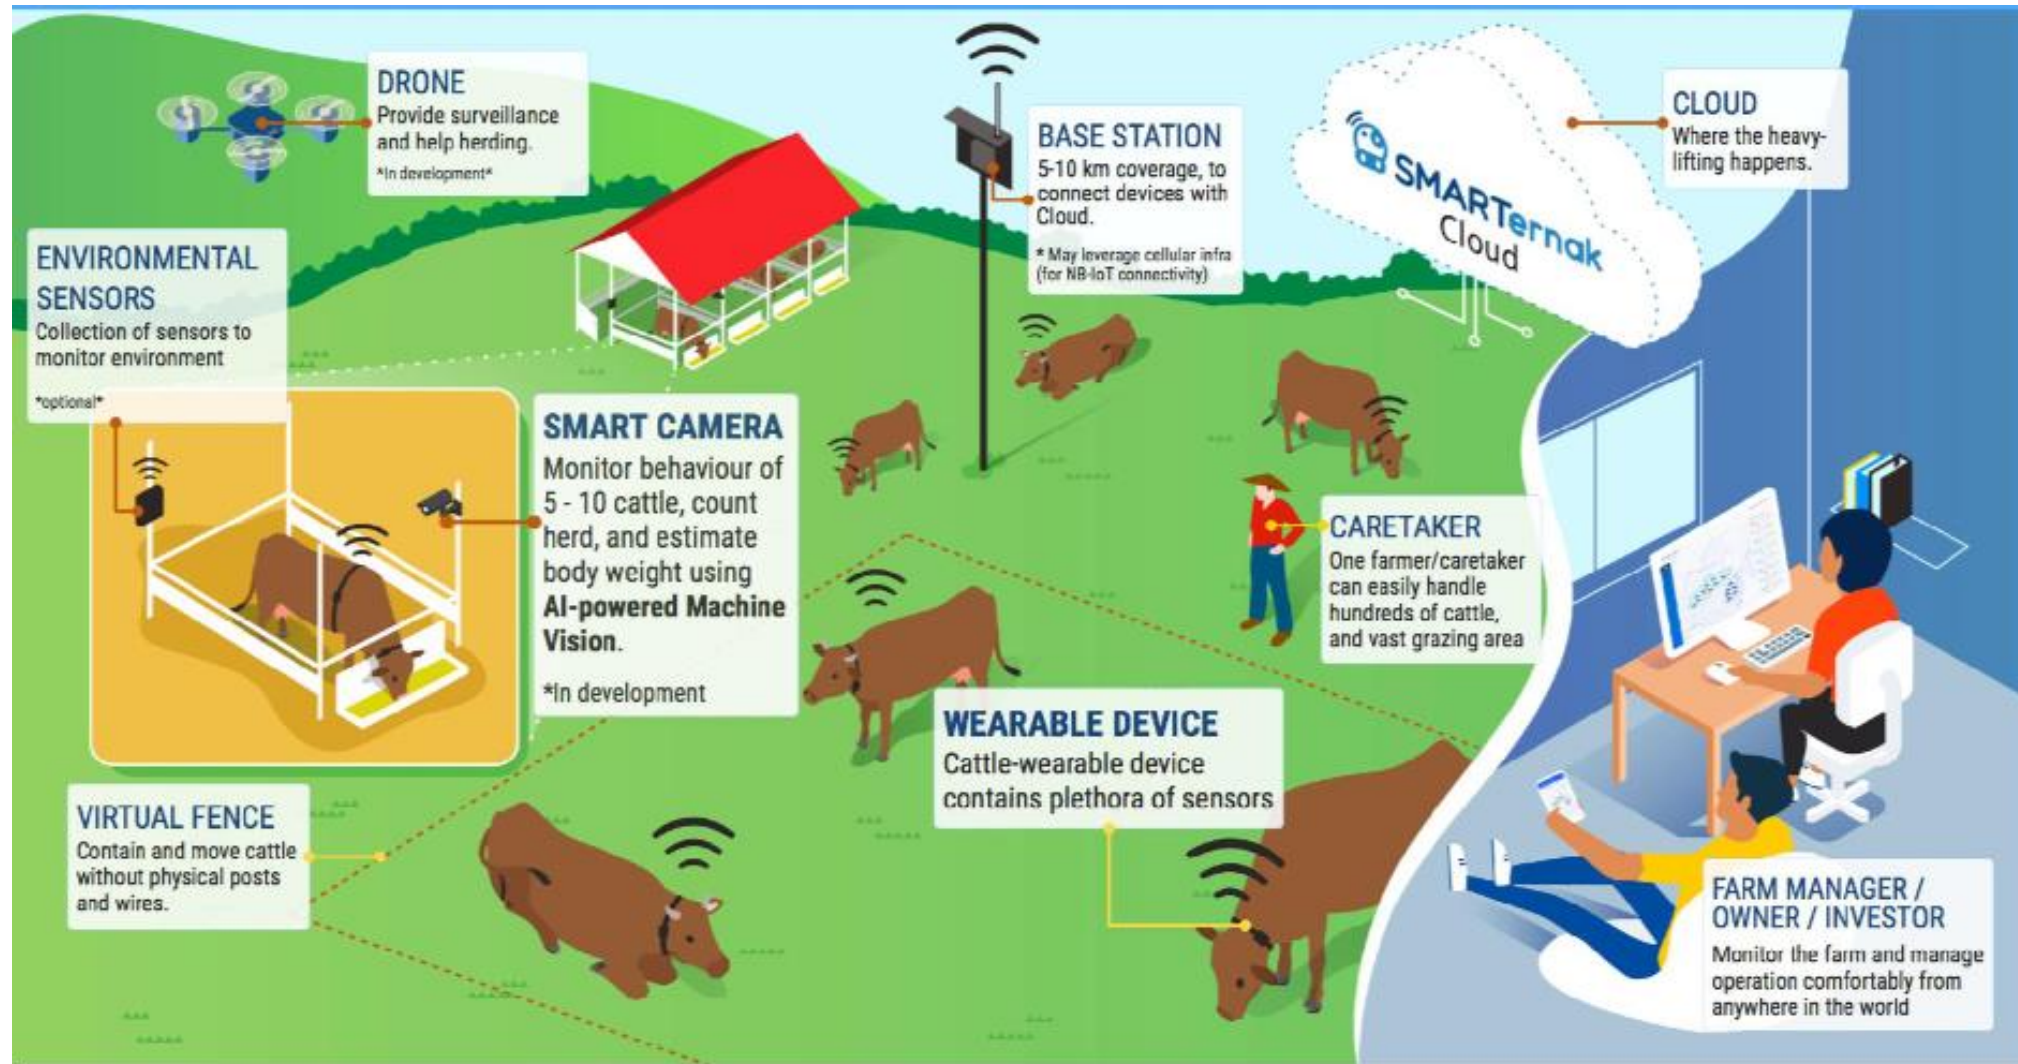 DRONE
Provide surveillance
and help herding.
*In development*
BASE STATION
5-10 km coverage, to
connect devices with
Cloud.
* May leverage cellular infra
(for NB-IoT connectivity)
SMARTernak
Cloud
CLOUD
Where the heavy-
lifting happens.
ENVIRONMENTAL
SENSORS
Collection of sensors to
monitor environment
*optional*
SMART CAMERA
Monitor behaviour of
5 - 10 cattle, count
herd, and estimate
body weight using
AI-powered Machine
Vision.
*In development
CARETAKER
One farmer/caretaker
can easily handle
hundreds of cattle,
and vast grazing area
WEARABLE DEVICE
Cattle-wearable device
contains plethora of sensors
VIRTUAL FENCE
Contain and move cattle
without physical posts
and wires.
FARM MANAGER /
OWNER / INVESTOR
Monitor the farm and manage
operation comfortably from
anywhere in the world